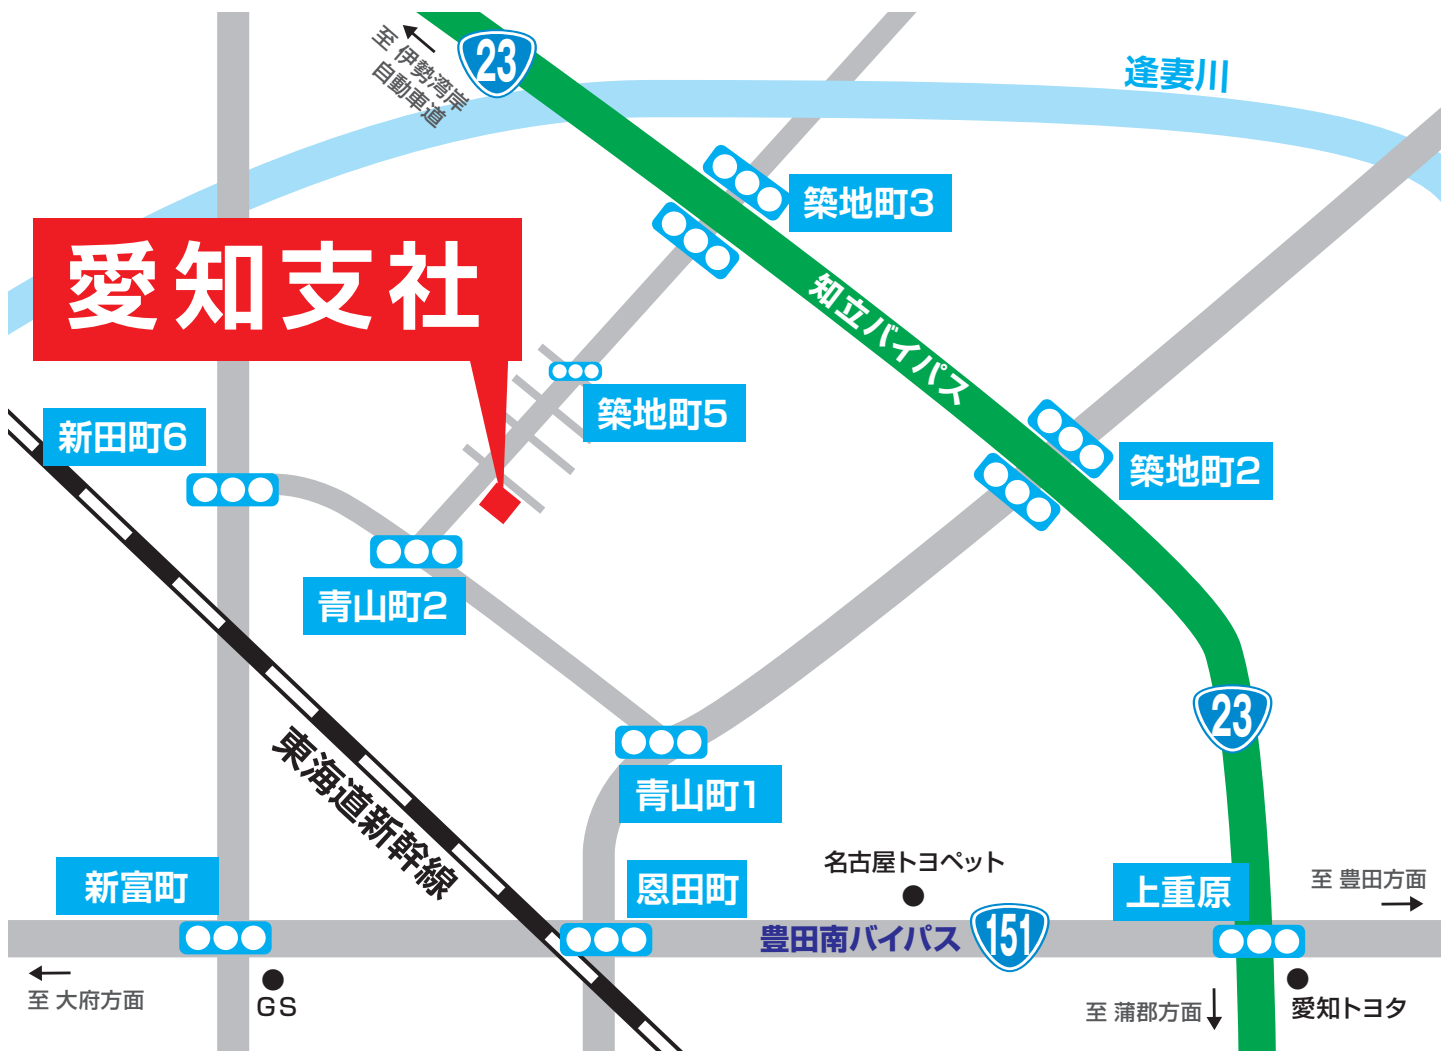 至 伊勢湾岸
自動車道
23
逢妻川
築地町3
愛知支社
知立バイパス
築地町5
新田町6
築地町2
青山町2
23
東海道新幹線
青山町1
名古屋トヨペット
新富町
恩田町
上重原
至 豊田方面
豊田南バイパス
151
至 大府方面
GS
至 蒲郡方面
愛知トヨタ